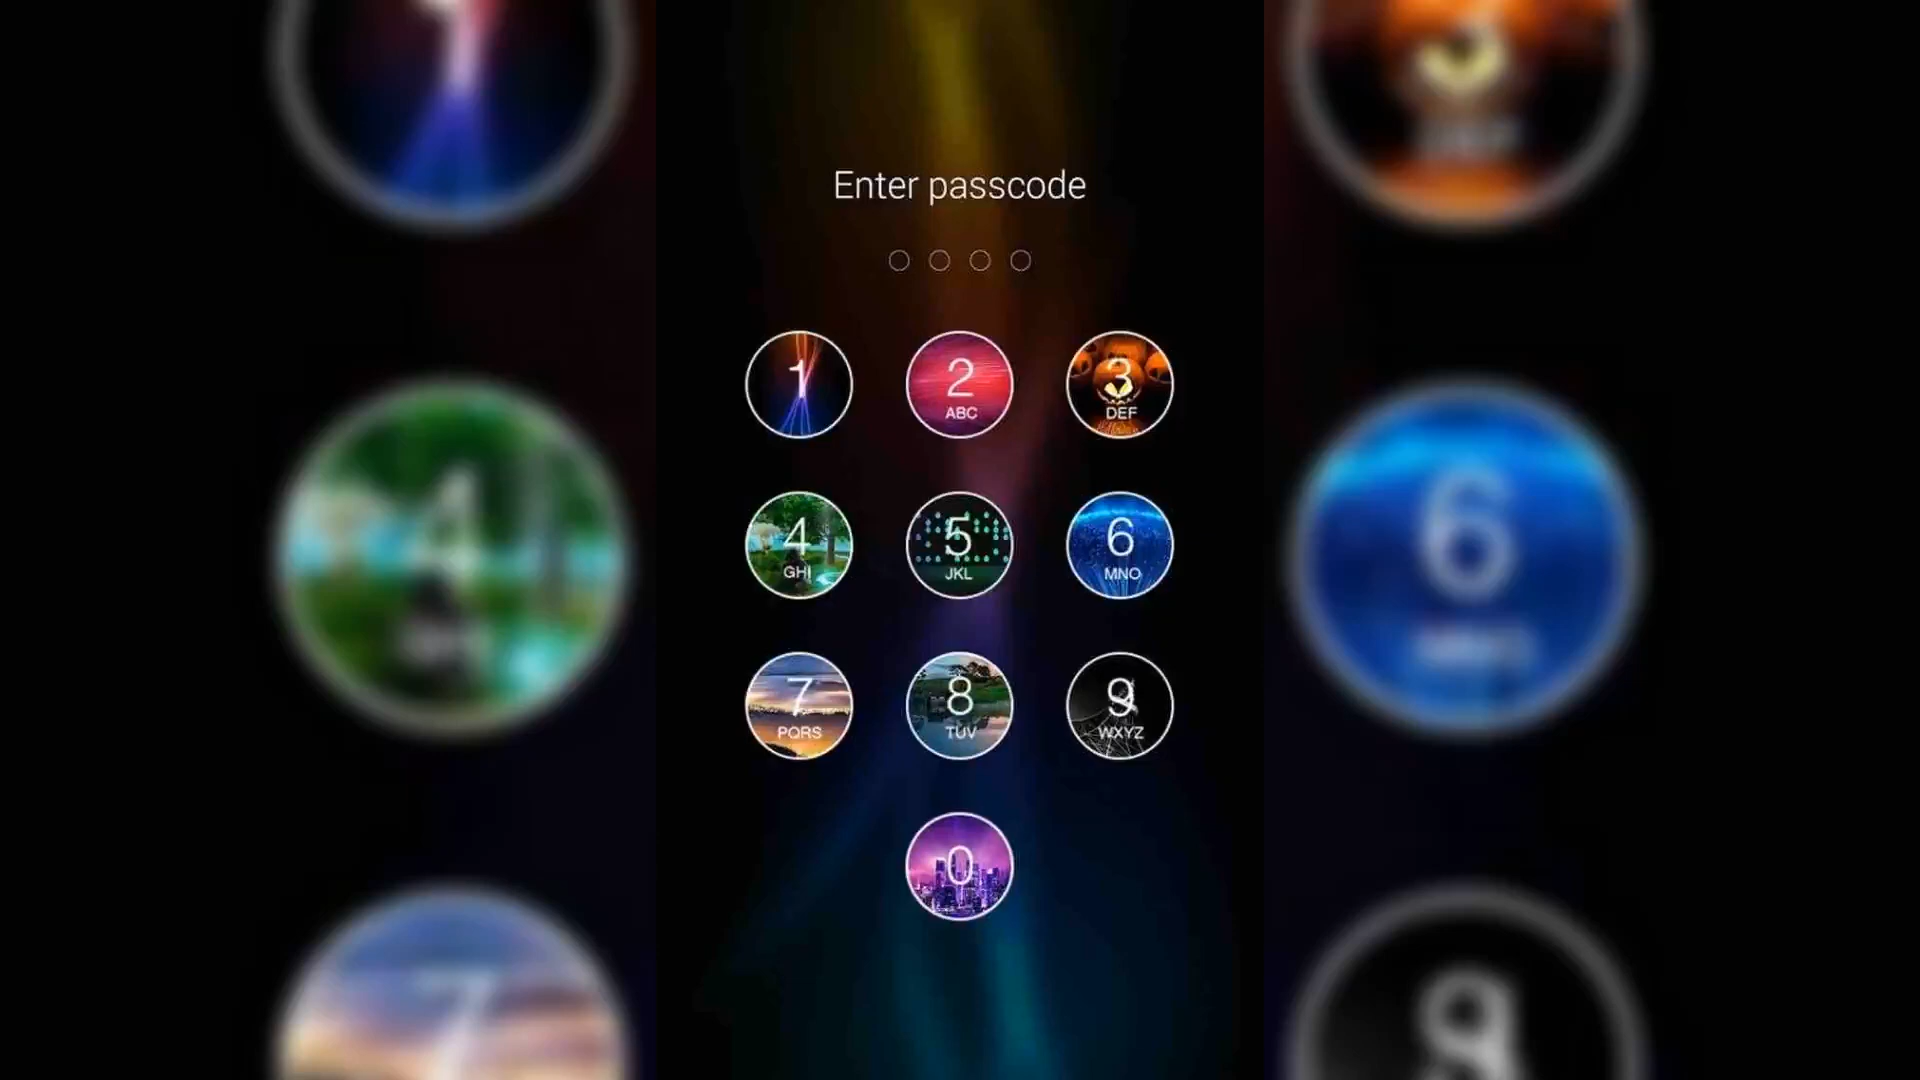 Enter passcode
1 2 3
ABC DEF
4 5 6
GHI JKL MNO
7 8 9
PQRS TUV WXYZ
0